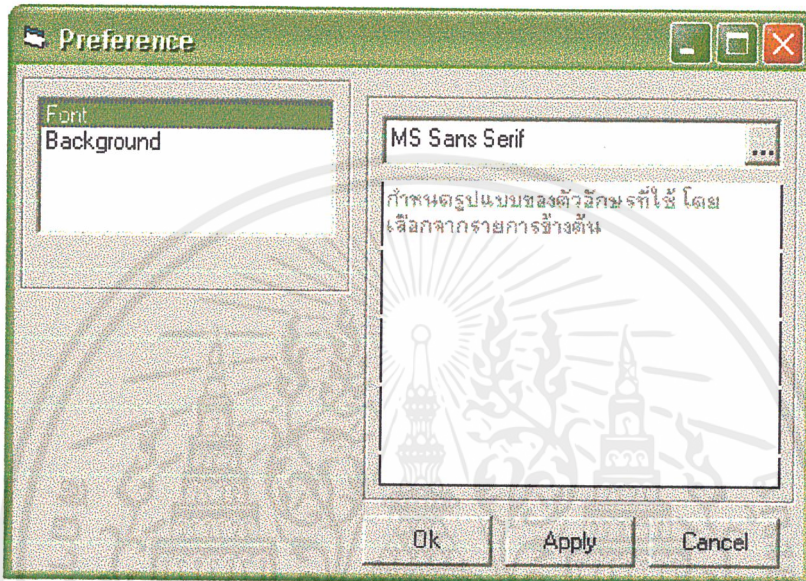 Preference
Font
Background
MS Sans Serif
...
กำหนดรูปแบบของตัวอักษรที่ใช้ โดย
เลือกจากรายการข้างต้น
Ok
Apply
Cancel